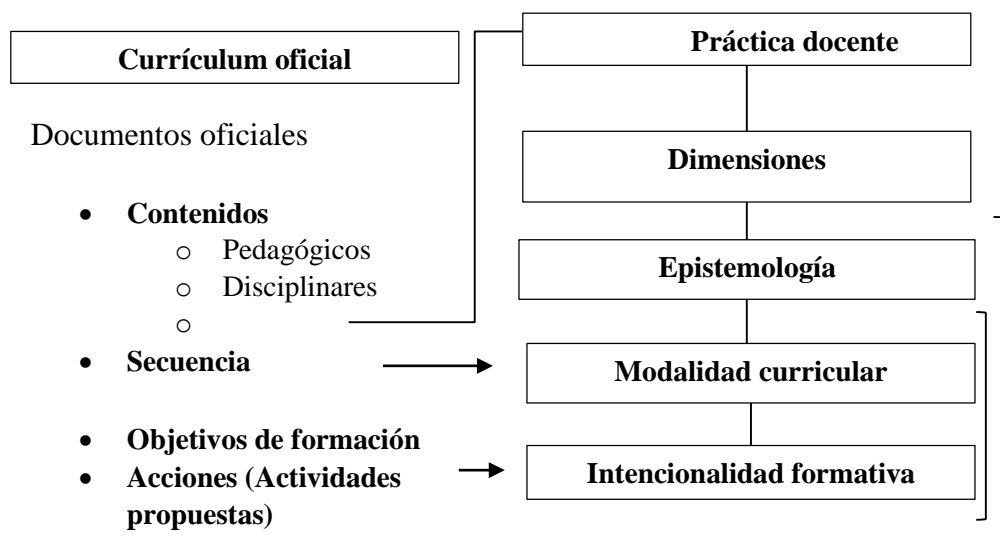 Currículum oficial
Documentos oficiales
• Contenidos
o Pedagógicos
o Disciplinares
o
• Secuencia
• Objetivos de formación
• Acciones (Actividades
propuestas)
Práctica docente
Dimensiones
Epistemología
Modalidad curricular
Intencionalidad formativa